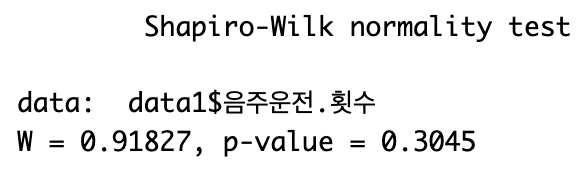 Shapiro-Wilk normality test
data:  data1$음주운전.횟수
W = 0.91827, p-value = 0.3045